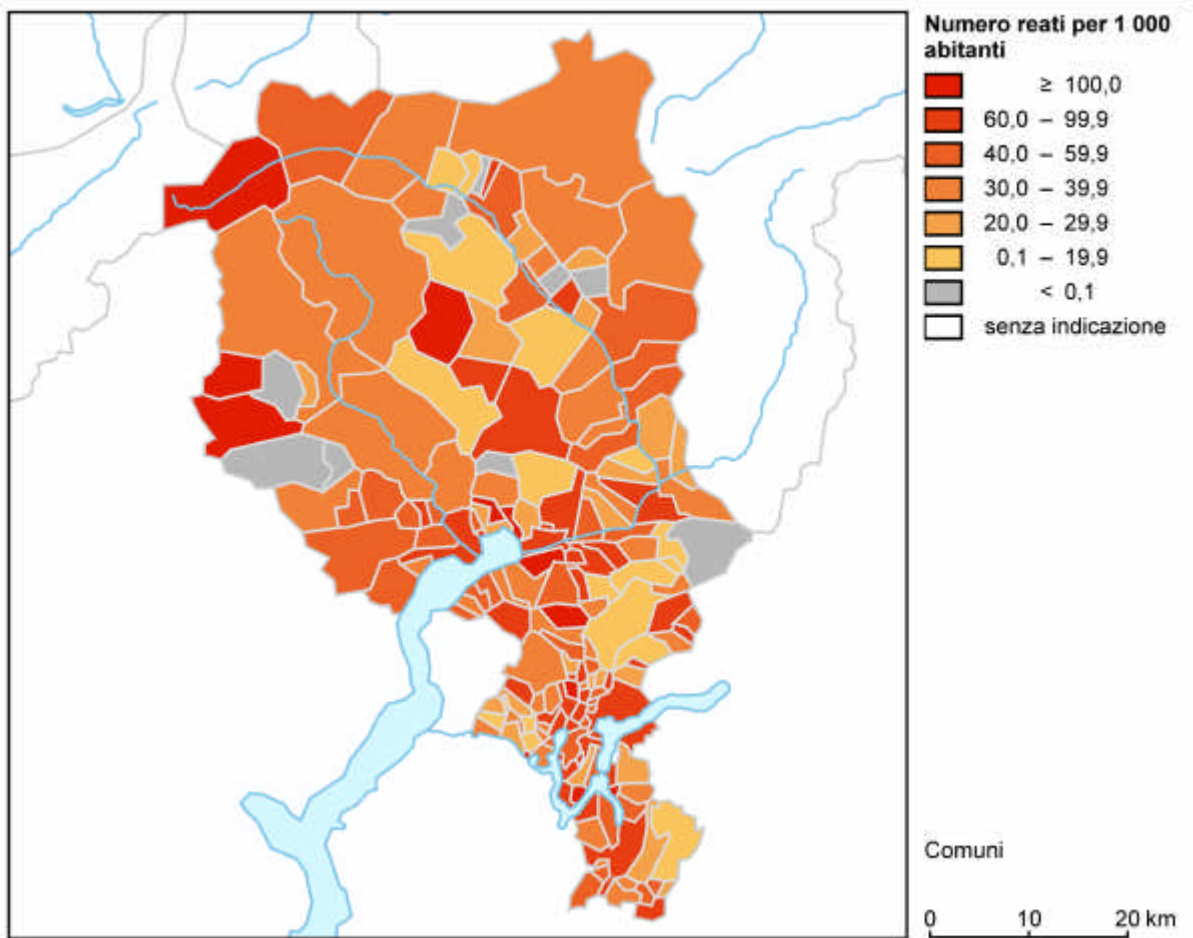 Numero reati per 1 000
abitanti
≥ 100,0
60,0 – 99,9
40,0 – 59,9
30,0 – 39,9
20,0 – 29,9
0,1 – 19,9
< 0,1
senza indicazione
Comuni
0 10 20 km